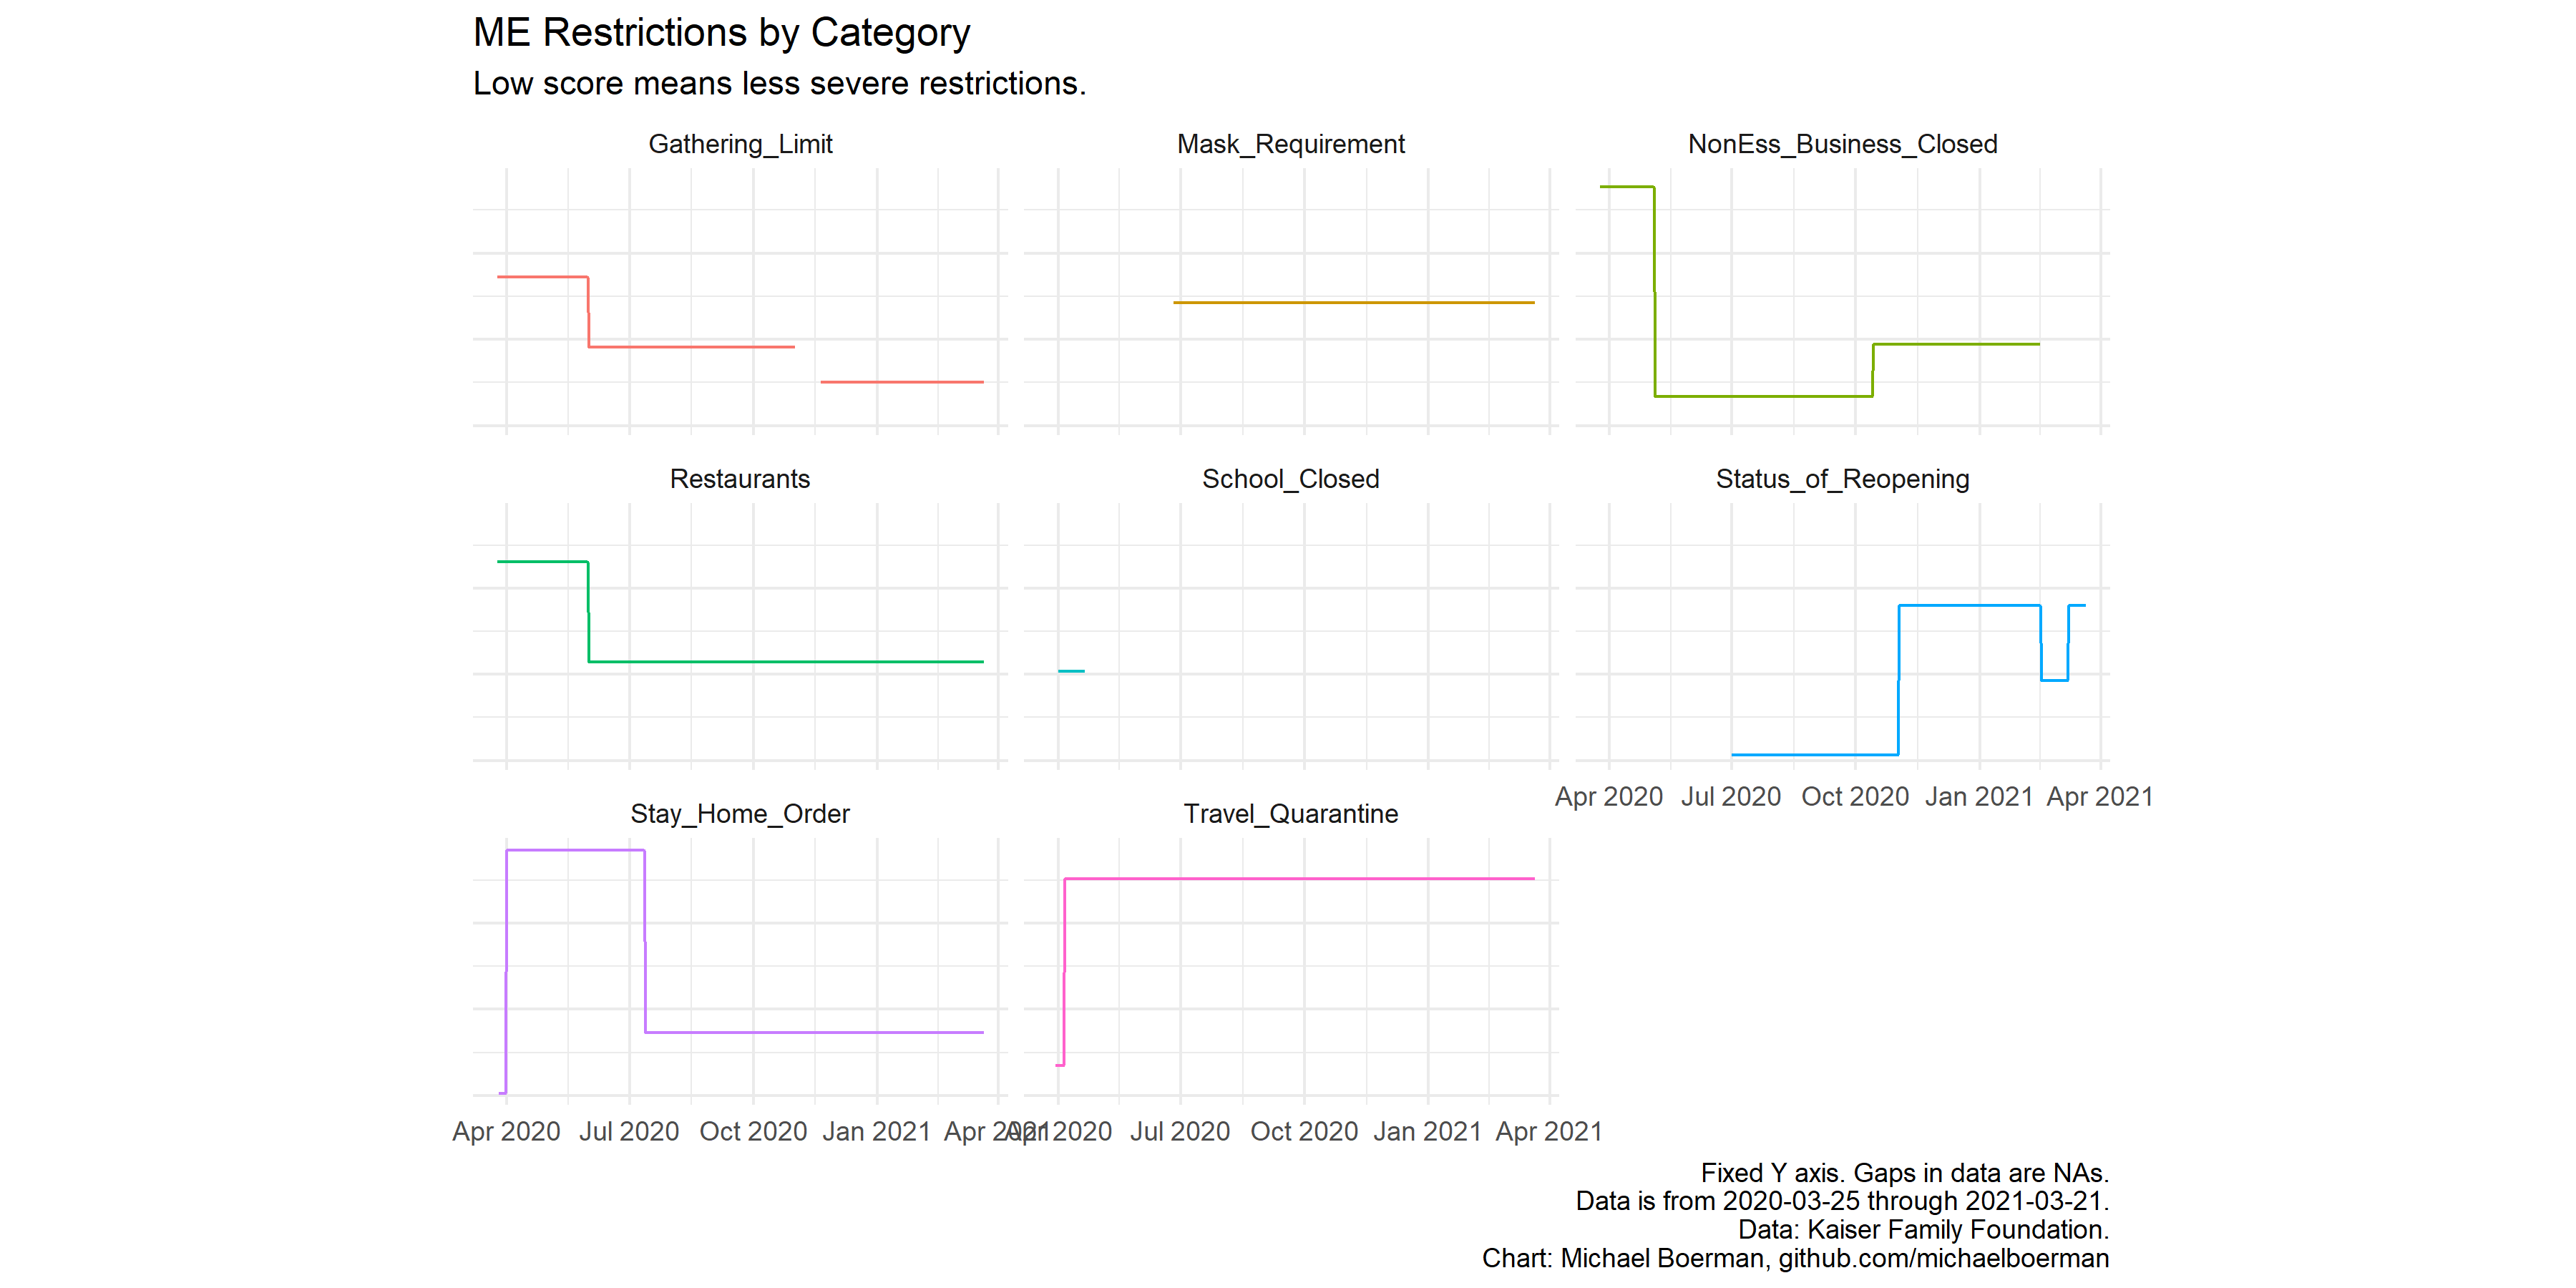 ME Restrictions by Category
Low score means less severe restrictions.
Gathering_Limit
Mask_Requirement
NonEss_Business_Closed
Restaurants
School_Closed
Status_of_Reopening
Apr 2020 Jul 2020 Oct 2020 Jan 2021 Apr 2021
Stay_Home_Order
Travel_Quarantine
Apr 2020 Jul 2020 Oct 2020 Jan 2021 Apr 2021
Apr 2020 Jul 2020 Oct 2020 Jan 2021 Apr 2021
Fixed Y axis. Gaps in data are NAs.
Data is from 2020-03-25 through 2021-03-21.
Data: Kaiser Family Foundation.
Chart: Michael Boerman, github.com/michaelboerman